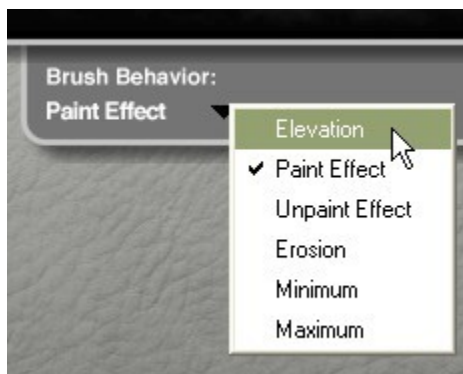 Brush Behavior:
Paint Effect
Elevation
Paint Effect
Unpaint Effect
Erosion
Minimum
Maximum